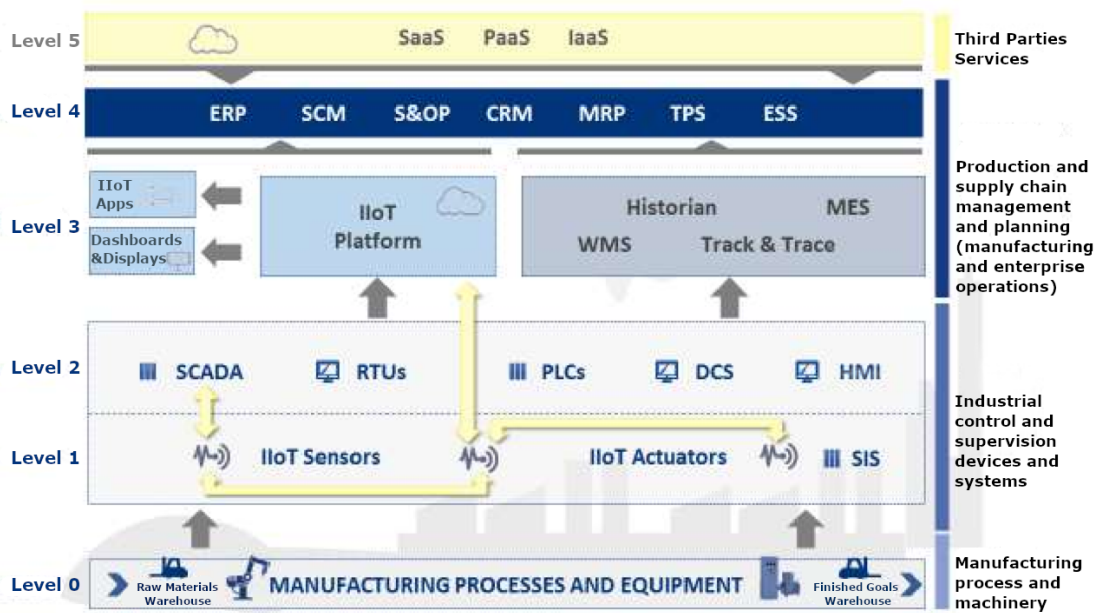 Level 5
SaaS PaaS IaaS
Third Parties
Services
Level 4
ERP SCM S&OP CRM MRP TPS ESS
Production and
supply chain
management
and planning
(manufacturing
and enterprise
operations)
Level 3
IIoT
Apps
Dashboards
&Displays
IIoT
Platform
Historian MES
WMS Track & Trace
Level 2
SCADA RTUs PLCs DCS HMI
Industrial
control and
supervision
devices and
systems
Level 1
IIoT Sensors IIoT Actuators SIS
Level 0
Raw Materials
Warehouse
MANUFACTURING PROCESSES AND EQUIPMENT
Finished Goals
Warehouse
Manufacturing
process and
machinery